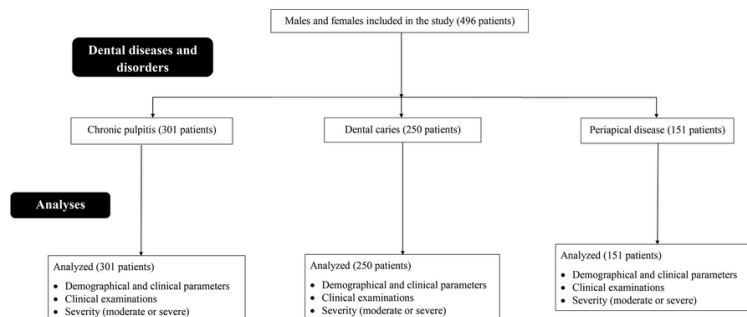 Males and females included in the study (496 patients)
Dental diseases and
disorders
Chronic pulpitis (301 patients)
Dental caries (250 patients)
Periapical disease (151 patients)
Analyses
Analyzed (301 patients)
• Demographical and clinical parameters
• Clinical examinations
• Severity (moderate or severe)
Analyzed (250 patients)
• Demographical and clinical parameters
• Clinical examinations
• Severity (moderate or severe)
Analyzed (151 patients)
• Demographical and clinical parameters
• Clinical examinations
• Severity (moderate or severe)